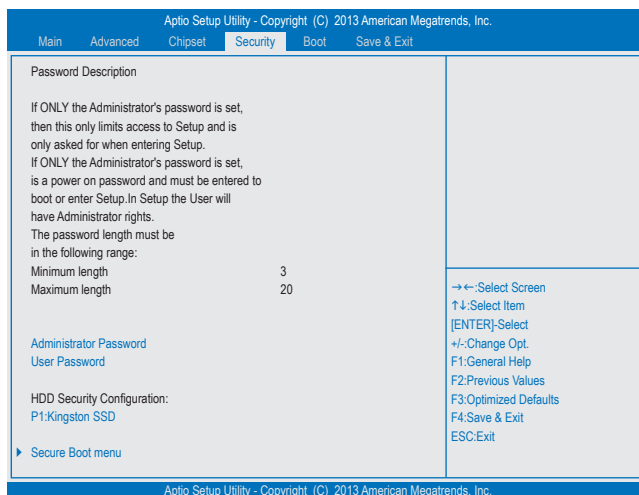 Aptio Setup Utility - Copyright (C) 2013 American Megatrends, Inc.
Main Advanced Chipset Security Boot Save & Exit
Password Description
If ONLY the Administrator's password is set,
then this only limits access to Setup and is
only asked for when entering Setup.
If ONLY the Administrator's password is set,
is a power on password and must be entered to
boot or enter Setup.In Setup the User will
have Administrator rights.
The password length must be
in the following range:
Minimum length 3
Maximum length 20
Administrator Password
User Password
HDD Security Configuration:
P1:Kingston SSD
Secure Boot menu
→←:Select Screen
↑↓:Select Item
[ENTER]-Select
+/-:Change Opt.
F1:General Help
F2:Previous Values
F3:Optimized Defaults
F4:Save & Exit
ESC:Exit
Aptio Setup Utility - Copyright (C) 2013 American Megatrends, Inc.